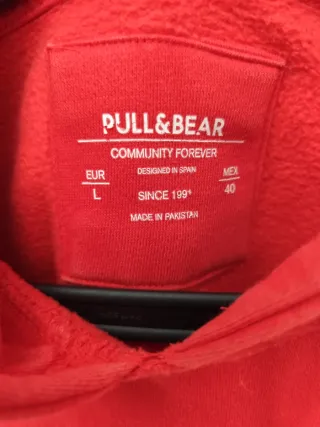 PULL&BEAR
COMMUNITY FOREVER
EUR DESIGNED IN SPAIN MEX
L SINCE 199 40
MADE IN PAKISTAN